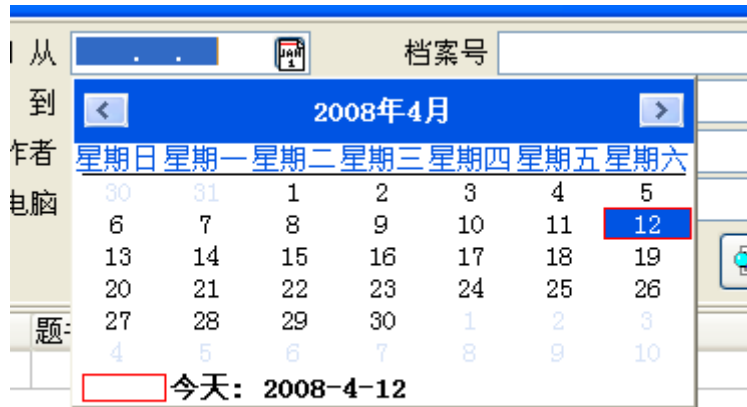 从 档案号
JAN
1
到
2008年4月
作者
星期日 星期一 星期二 星期三 星期四 星期五 星期六
30 31 1 2 3 4 5
电脑
6 7 8 9 10 11 12
13 14 15 16 17 18 19
20 21 22 23 24 25 26
27 28 29 30 1 2 3
题
4 5 6 7 8 9 10
今天: 2008-4-12